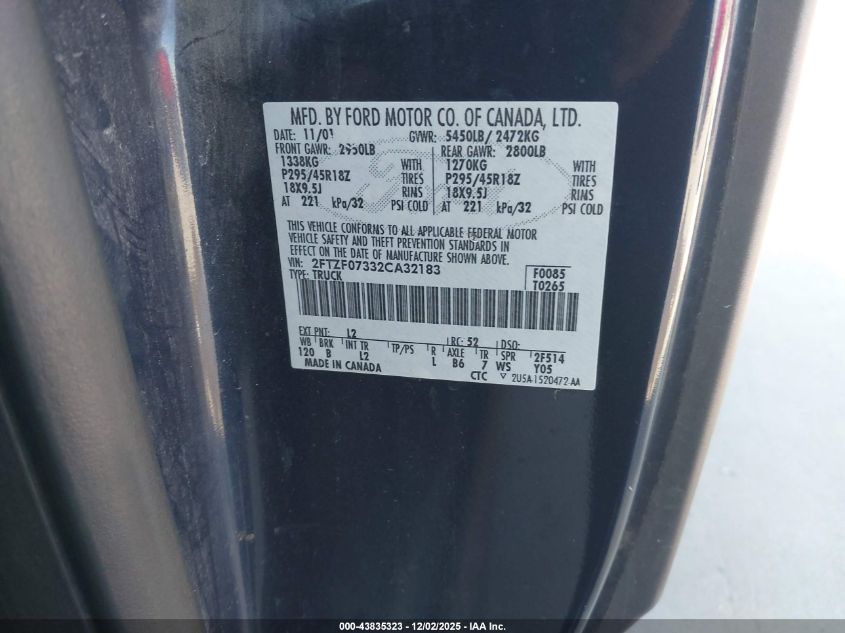 MFD. BY FORD MOTOR CO. OF CANADA, LTD.
DATE: 11/01 GVWR: 5450LB/ 2472KG
FRONT GAWR: 2950LB REAR GAWR: 2800LB
1338KG WITH 1270KG WITH
P295/45R18Z TIRES P295/45R18Z TIRES
18X9.5J RIMS 18X9.5J RIMS
AT 221 kPa/32 PSI COLD AT 221 kPa/32 PSI COLD
THIS VEHICLE CONFORMS TO ALL APPLICABLE FEDERAL MOTOR
VEHICLE SAFETY AND THEFT PREVENTION STANDARDS IN
EFFECT ON THE DATE OF MANUFACTURE SHOWN ABOVE.
VIN: 2FTZF07332CA32183 F0085
TYPE: TRUCK T0265
EXT PNT: L2 RC: 52 DSO:
WB BRK INT TR TP/PS R AXLE TR SPR 2F514
120 B L2 L B6 7 WS Y05
MADE IN CANADA CTC ▽ 2U5A-1520472-AA
000-43835323 - 12/02/2025 - IAA Inc.